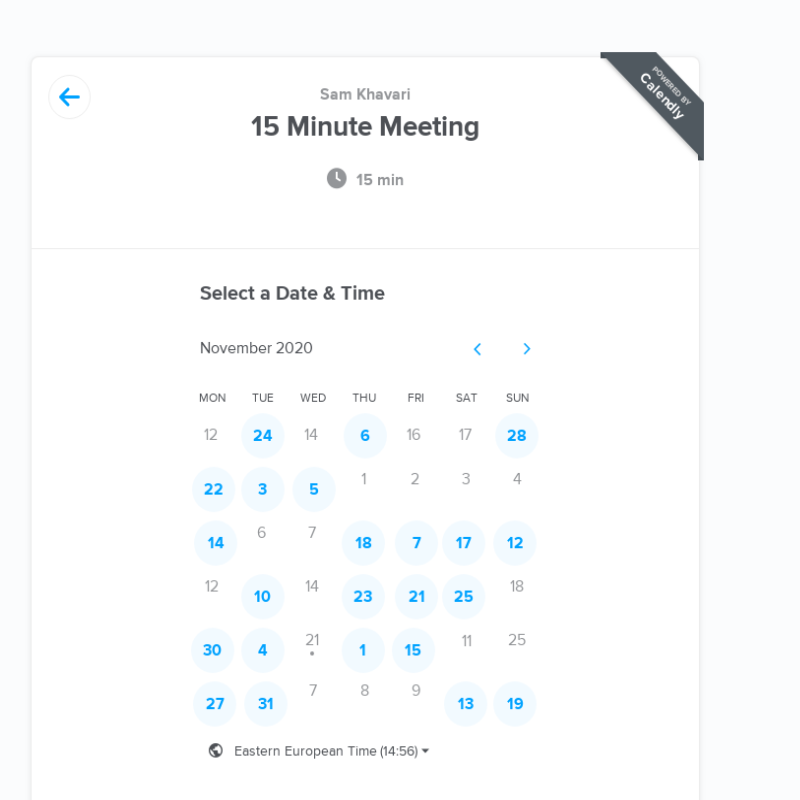 POWERED BY
Calendly
Sam Khavari
15 Minute Meeting
15 min
Select a Date & Time
November 2020
MON TUE WED THU FRI SAT SUN
12 24 14 6 16 17 28
22 3 5 1 2 3 4
14 6 7 18 7 17 12
12 10 14 23 21 25 18
30 4 21 1 15 11 25
27 31 7 8 9 13 19
Eastern European Time (14:56)